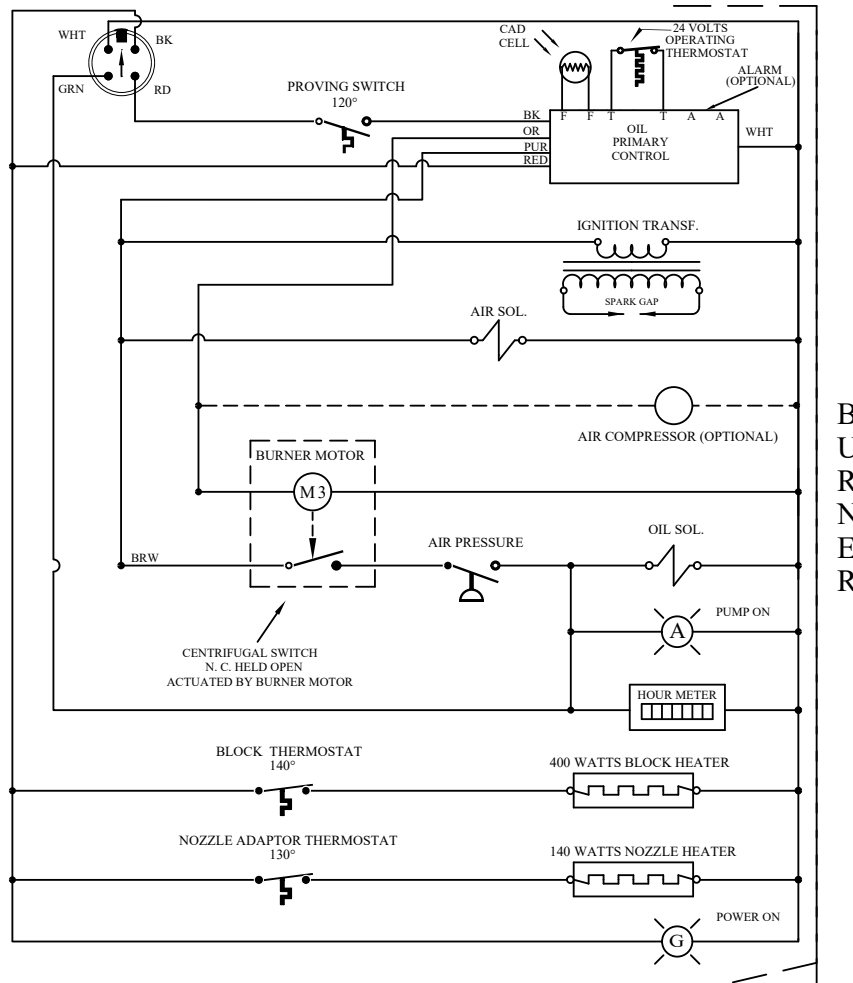 WHT
BK
GRN
RD
CAD
CELL
24 VOLTS
OPERATING
THERMOSTAT
ALARM
(OPTIONAL)
PROVING SWITCH
120°
BK
OR
PUR
RED
F F T T A A
OIL
PRIMARY
CONTROL
WHT
IGNITION TRANSF.
SPARK GAP
AIR SOL.
AIR COMPRESSOR (OPTIONAL)
BURNER MOTOR
M3
BRW
AIR PRESSURE
OIL SOL.
PUMP ON
A
CENTRIFUGAL SWITCH
N. C. HELD OPEN
ACTUATED BY BURNER MOTOR
HOUR METER
BLOCK THERMOSTAT
140°
400 WATTS BLOCK HEATER
NOZZLE ADAPTOR THERMOSTAT
130°
140 WATTS NOZZLE HEATER
POWER ON
G
B
U
R
N
E
R